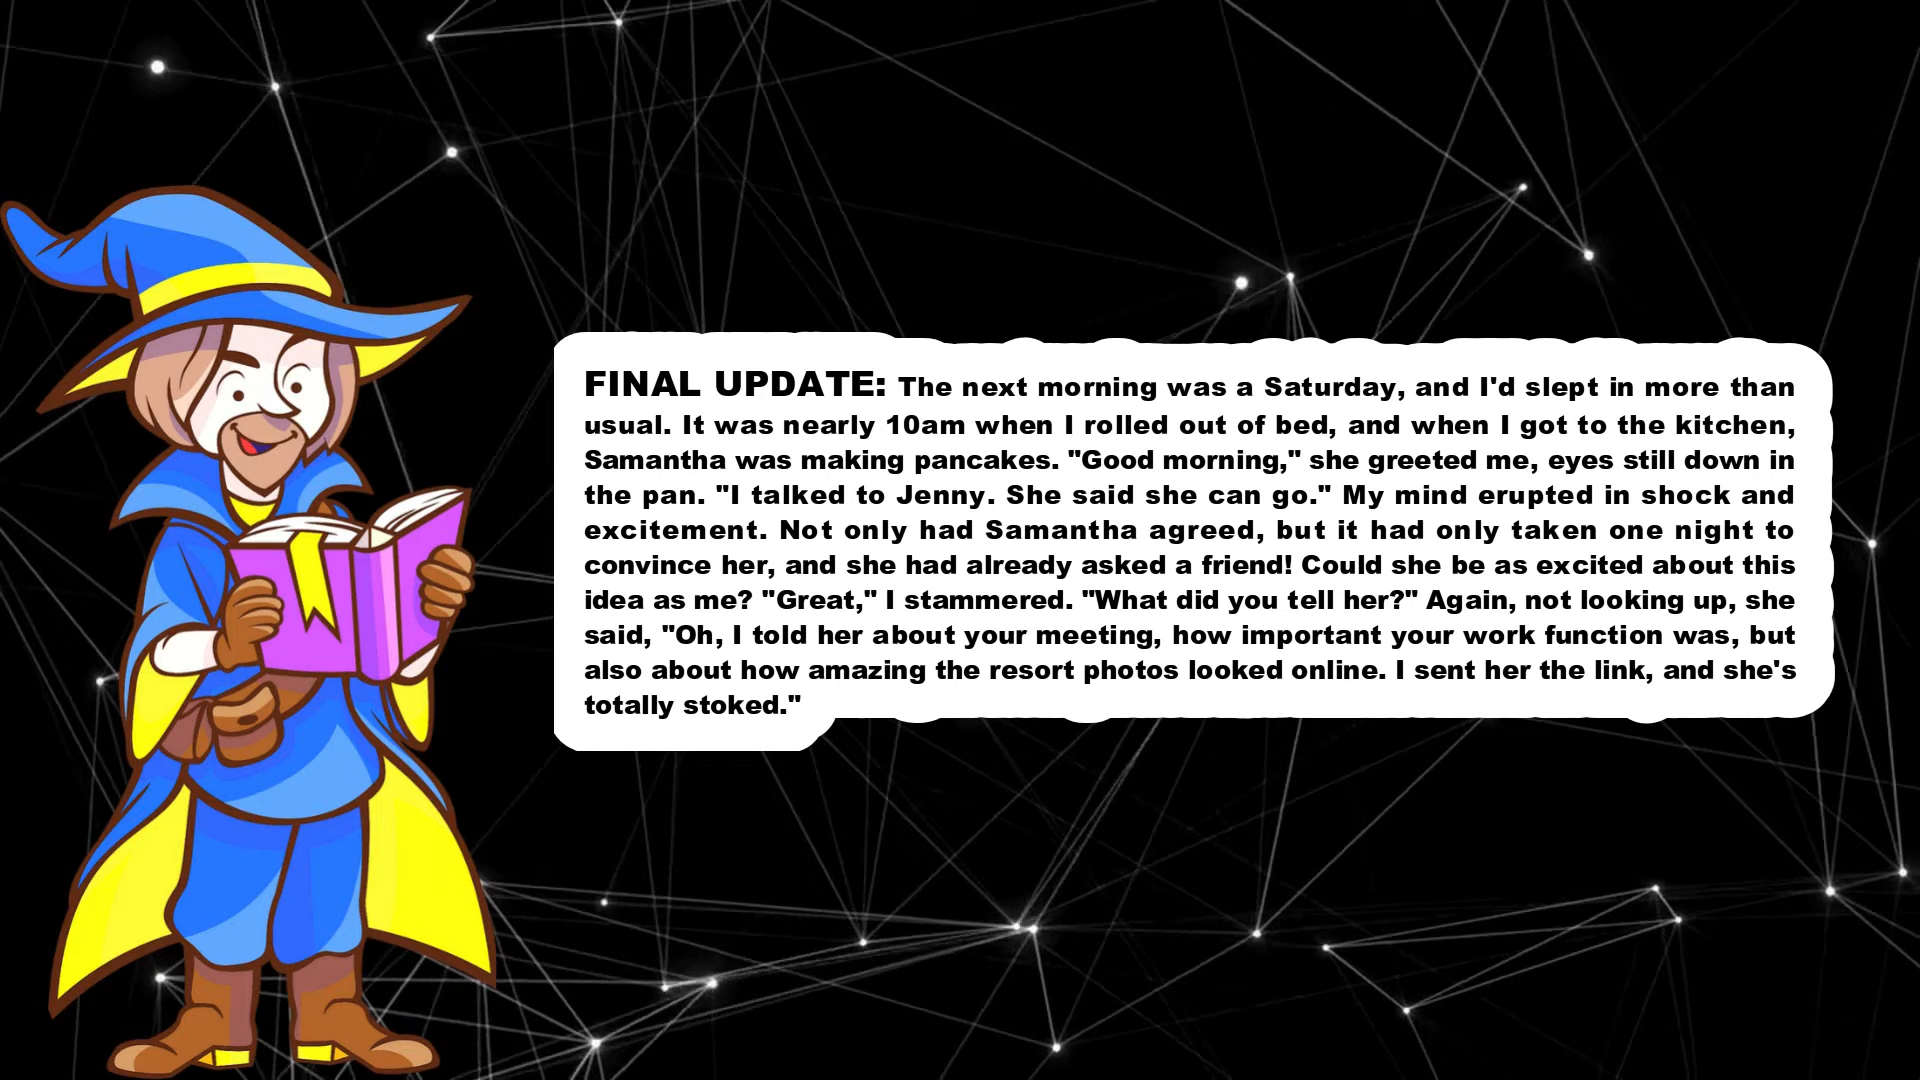 FINAL UPDATE: The next morning was a Saturday, and I'd slept in more than
usual. It was nearly 10am when I rolled out of bed, and when I got to the kitchen,
Samantha was making pancakes. "Good morning," she greeted me, eyes still down in
the pan. "I talked to Jenny. She said she can go." My mind erupted in shock and
excitement. Not only had Samantha agreed, but it had only taken one night to
convince her, and she had already asked a friend! Could she be as excited about this
idea as me? "Great," I stammered. "What did you tell her?" Again, not looking up, she
said, "Oh, I told her about your meeting, how important your work function was, but
also about how amazing the resort photos looked online. I sent her the link, and she's
totally stoked."